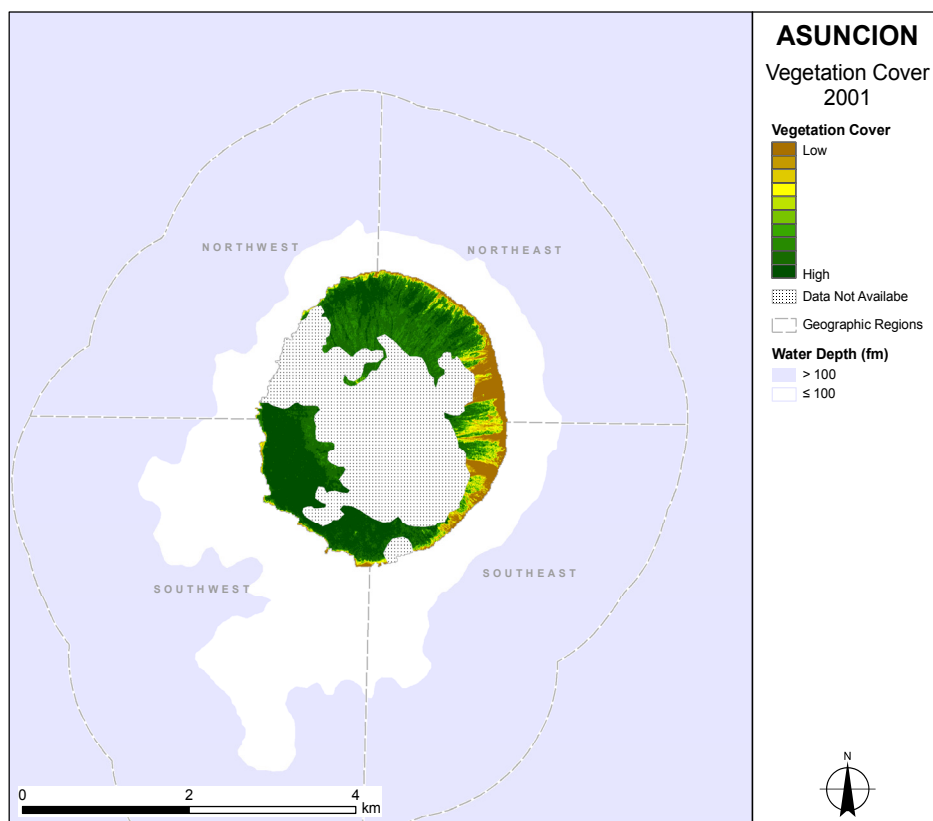 ASUNCION
Vegetation Cover
2001
Vegetation Cover
Low
High
Data Not Availabe
Geographic Regions
Water Depth (fm)
> 100
≤ 100
NORTHWEST
NORTHEAST
SOUTHWEST
SOUTHEAST
0 2 4
km
N